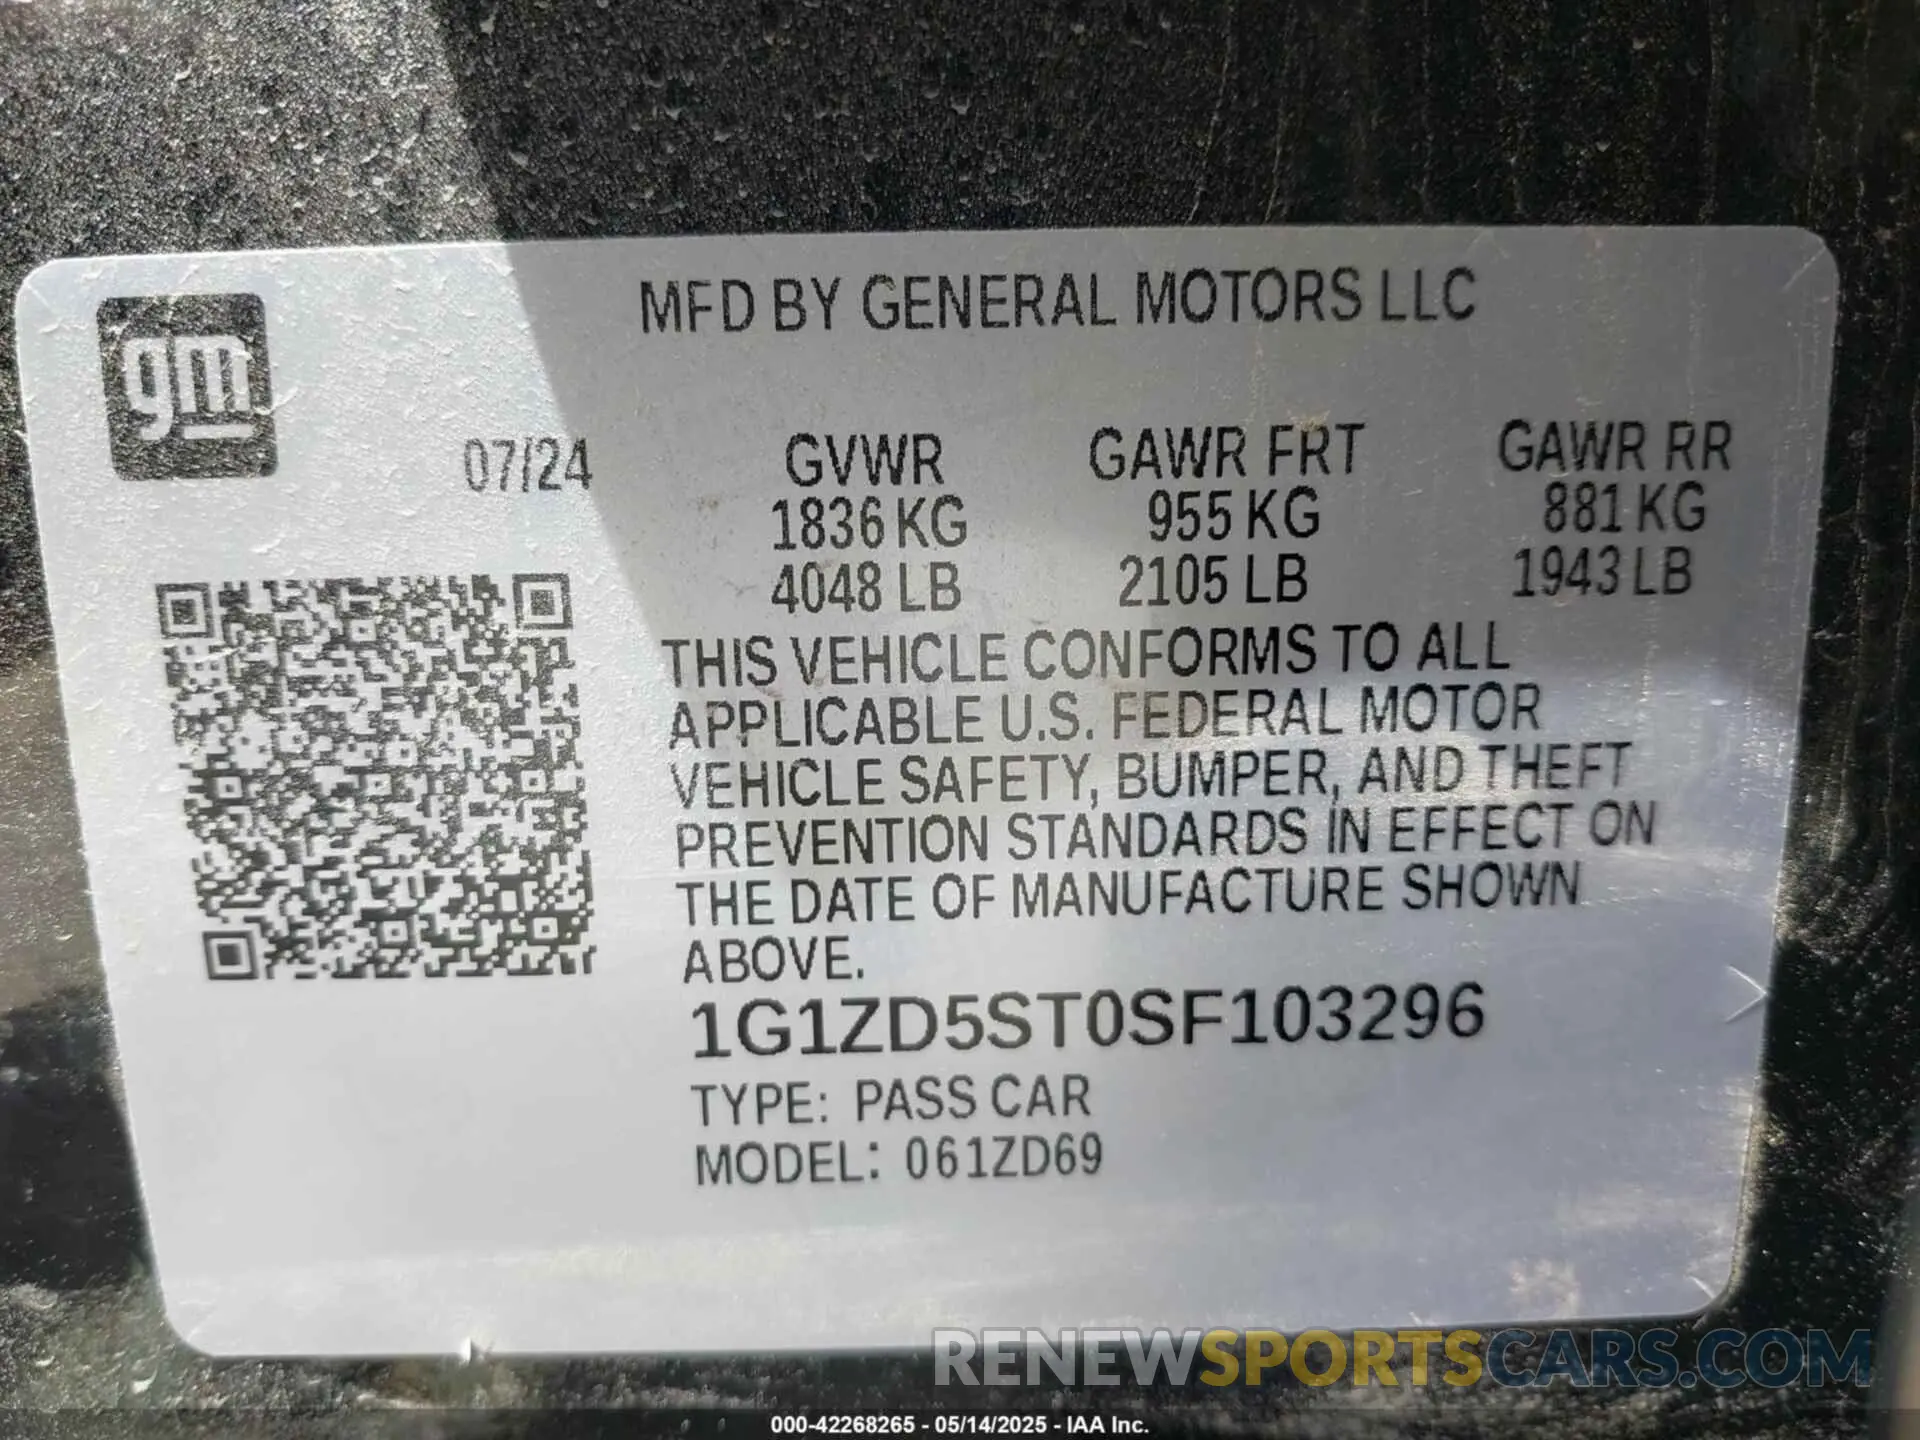 MFD BY GENERAL MOTORS LLC
gm
07/24
GVWR GAWR FRT GAWR RR
1836 KG 955 KG 881 KG
4048 LB 2105 LB 1943 LB
THIS VEHICLE CONFORMS TO ALL
APPLICABLE U.S. FEDERAL MOTOR
VEHICLE SAFETY, BUMPER, AND THEFT
PREVENTION STANDARDS IN EFFECT ON
THE DATE OF MANUFACTURE SHOWN
ABOVE.
1G1ZD5ST0SF103296
TYPE: PASS CAR
MODEL: 061ZD69
RENEWSPORTSCARS.COM
000-42268265 - 05/14/2025 - IAA Inc.